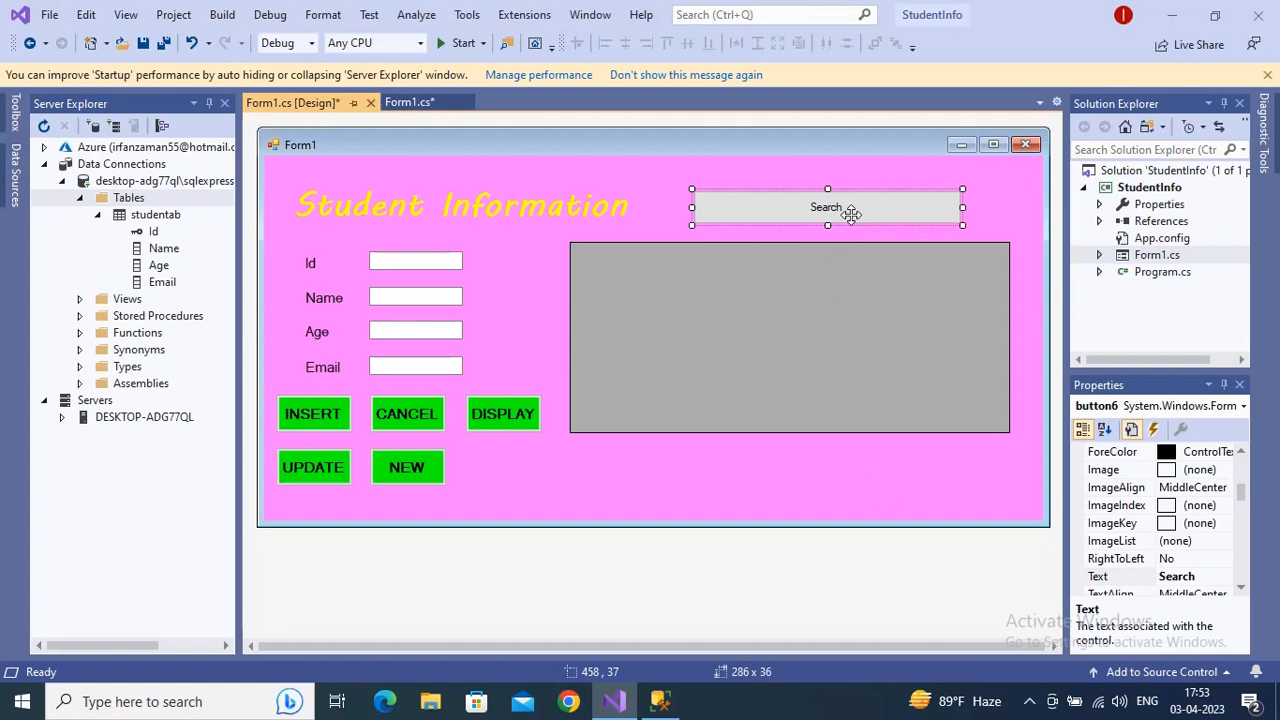 File Edit View Project Build Debug Format Test Analyze Tools Extensions Window Help Search (Ctrl+Q) StudentInfo
Debug Any CPU Start Live Share
You can improve 'Startup' performance by auto hiding or collapsing 'Server Explorer' window. Manage performance Don't show this message again
Server Explorer
Form1.cs [Design]* Form1.cs*
Solution Explorer
Toolbox
Data Sources
Diagnostic Tools
Azure (irfanzaman55@hotmail.c
Data Connections
desktop-adg77ql\sqlexpress
Tables
studentab
Id
Name
Age
Email
Views
Stored Procedures
Functions
Synonyms
Types
Assemblies
Servers
DESKTOP-ADG77QL
Form1
Student Information
Search
Id
Name
Age
Email
INSERT CANCEL DISPLAY
UPDATE NEW
Search Solution Explorer (Ctr
Solution 'StudentInfo' (1 of 1 p
StudentInfo
Properties
References
App.config
Form1.cs
Program.cs
Properties
button6 System.Windows.Form
ForeColor ControlTex
Image (none)
ImageAlign MiddleCenter
ImageIndex (none)
ImageKey (none)
ImageList (none)
RightToLeft No
Text Search
TextAlign MiddleCenter
Text
The text associated with the
control.
Activate Windows
Go to Settings to activate Windows.
Ready 458 , 37 286 x 36 Add to Source Control
Type here to search 89°F Haze ENG 17:53
03-04-2023 2